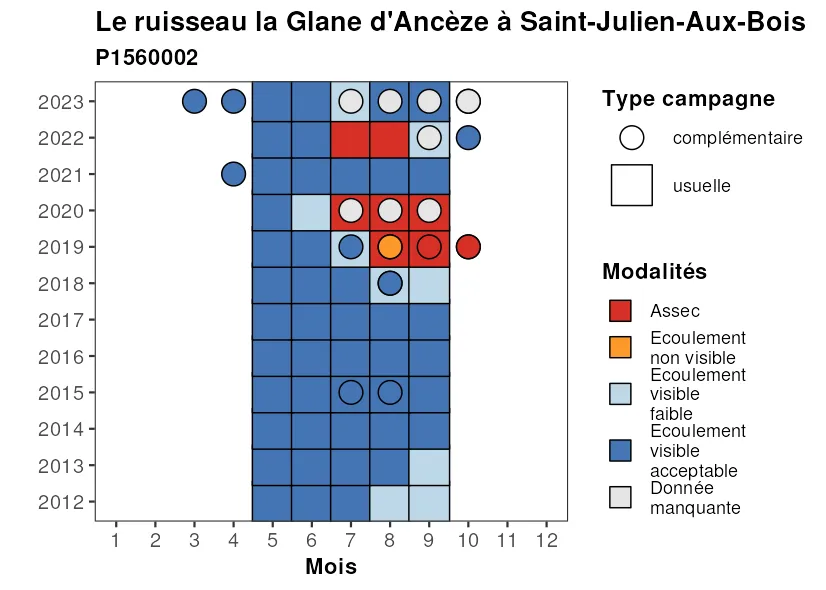 Le ruisseau la Glane d'Ancèze à Saint-Julien-Aux-Bois
P1560002
2023
2022
2021
2020
2019
2018
2017
2016
2015
2014
2013
2012
1 2 3 4 5 6 7 8 9 10 11 12
Mois
Type campagne
complémentaire
usuelle
Modalités
Assec
Ecoulement
non visible
Ecoulement
visible
faible
Ecoulement
visible
acceptable
Donnée
manquante